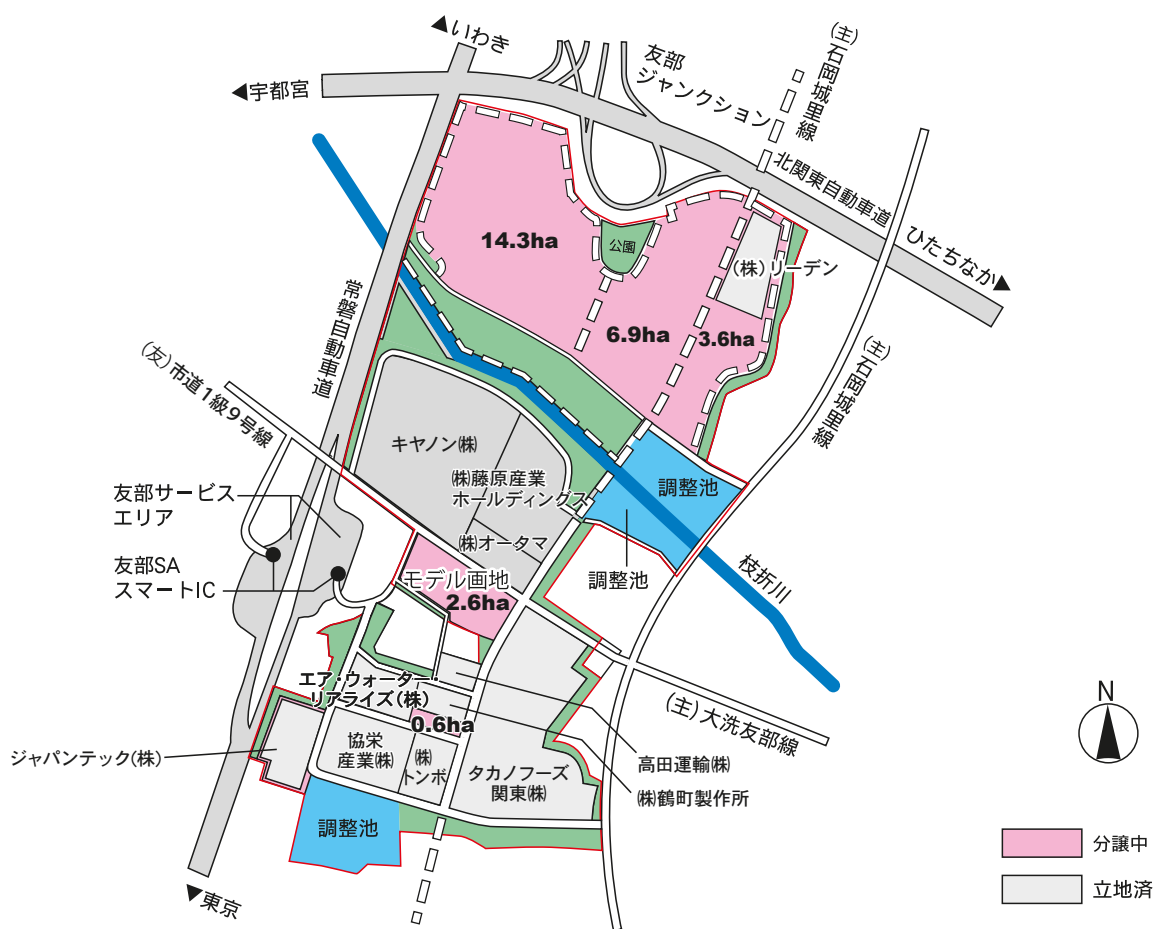 ▲いわき
◀宇都宮
友部
ジャンクション
(主)石岡城里線
北関東自動車道
ひたちなか▶
14.3ha
公園
(株)リーデン
6.9ha
3.6ha
常磐自動車道
(主)石岡城里線
(友)市道1級9号線
キヤノン㈱
㈱藤原産業
ホールディングス
㈱オータマ
調整池
調整池
友部サービス
エリア
友部SA
スマートIC
モデル画地
2.6ha
枝折川
エア・ウォーター・
リアライズ(株)
0.6ha
(主)大洗友部線
ジャパンテック(株)
協栄
産業㈱
㈱
トンボ
タカノフーズ
関東㈱
高田運輸㈱
㈱鶴町製作所
調整池
▼東京
N
分譲中
立地済